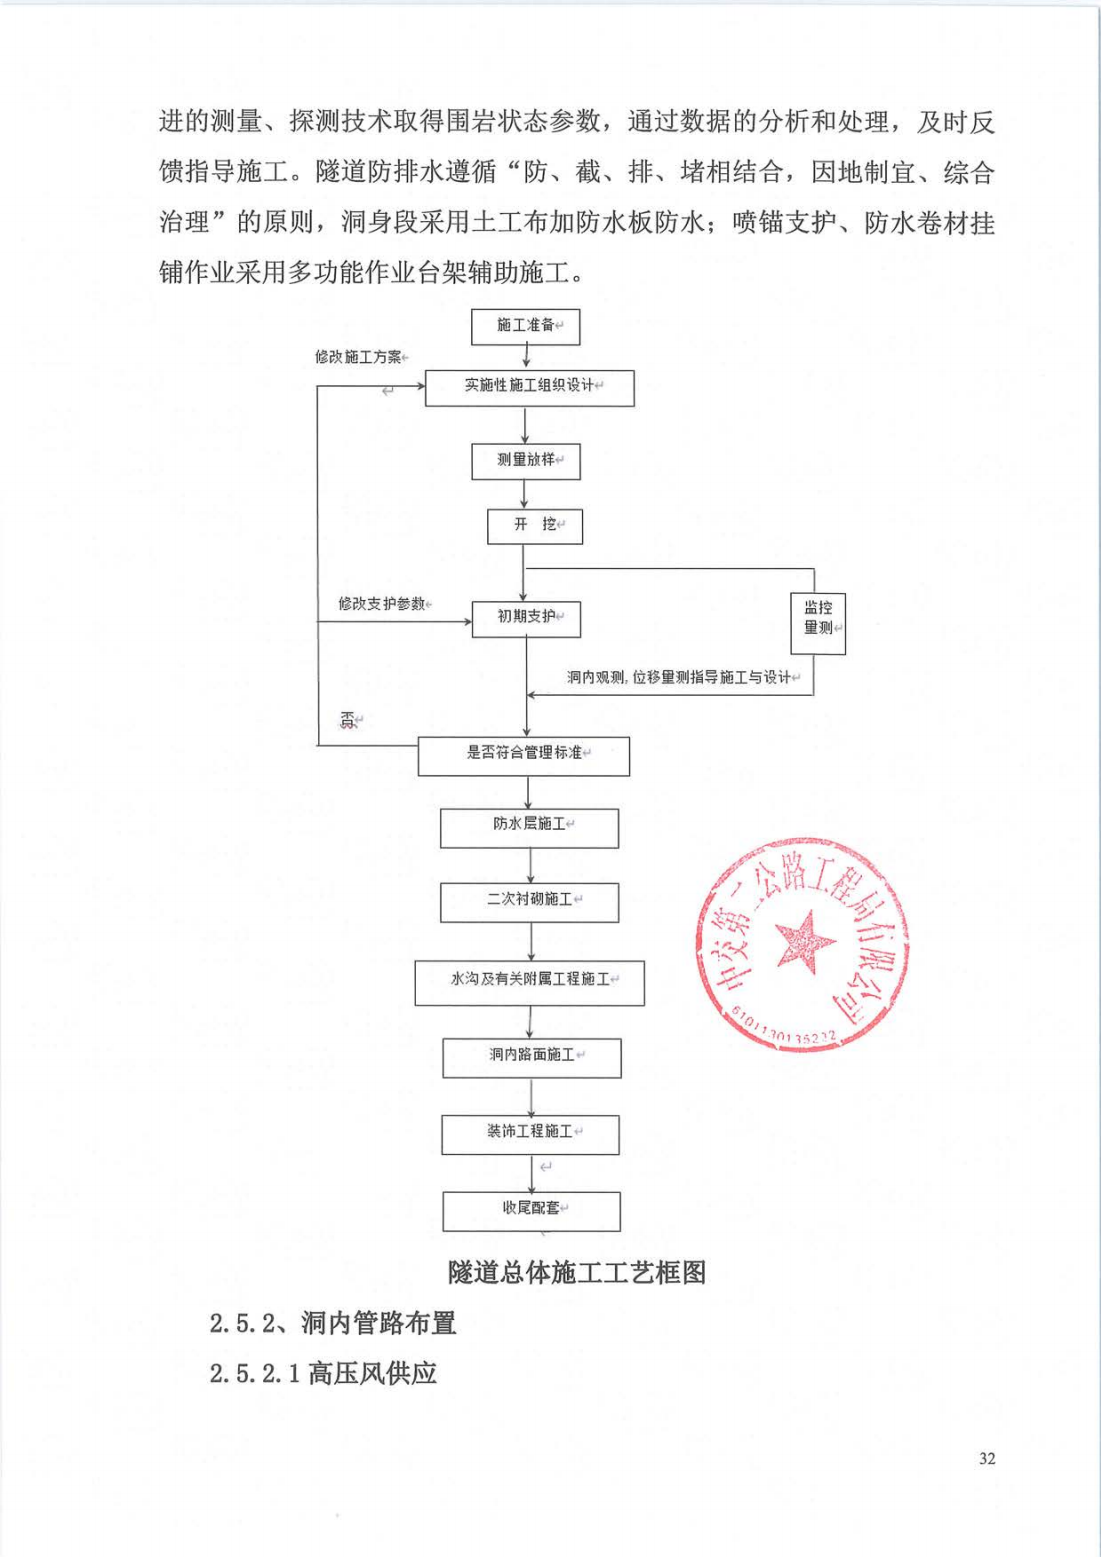 进的测量、探测技术取得围岩状态参数，通过数据的分析和处理，及时反
馈指导施工。隧道防排水遵循“防、截、排、堵相结合，因地制宜、综合
治理”的原则，洞身段采用土工布加防水板防水；喷锚支护、防水卷材挂
铺作业采用多功能作业台架辅助施工。
施工准备
修改施工方案
实施性施工组织设计
测量放样
开 挖
修改支护参数
初期支护
监控
量测
洞内观测,位移量测指导施工与设计
否
是否符合管理标准
防水层施工
二次衬砌施工
中交第二公路工程局有限公司
6101130135222
水沟及有关附属工程施工
洞内路面施工
装饰工程施工
收尾配套
隧道总体施工工艺框图
2.5.2、洞内管路布置
2.5.2.1高压风供应
32